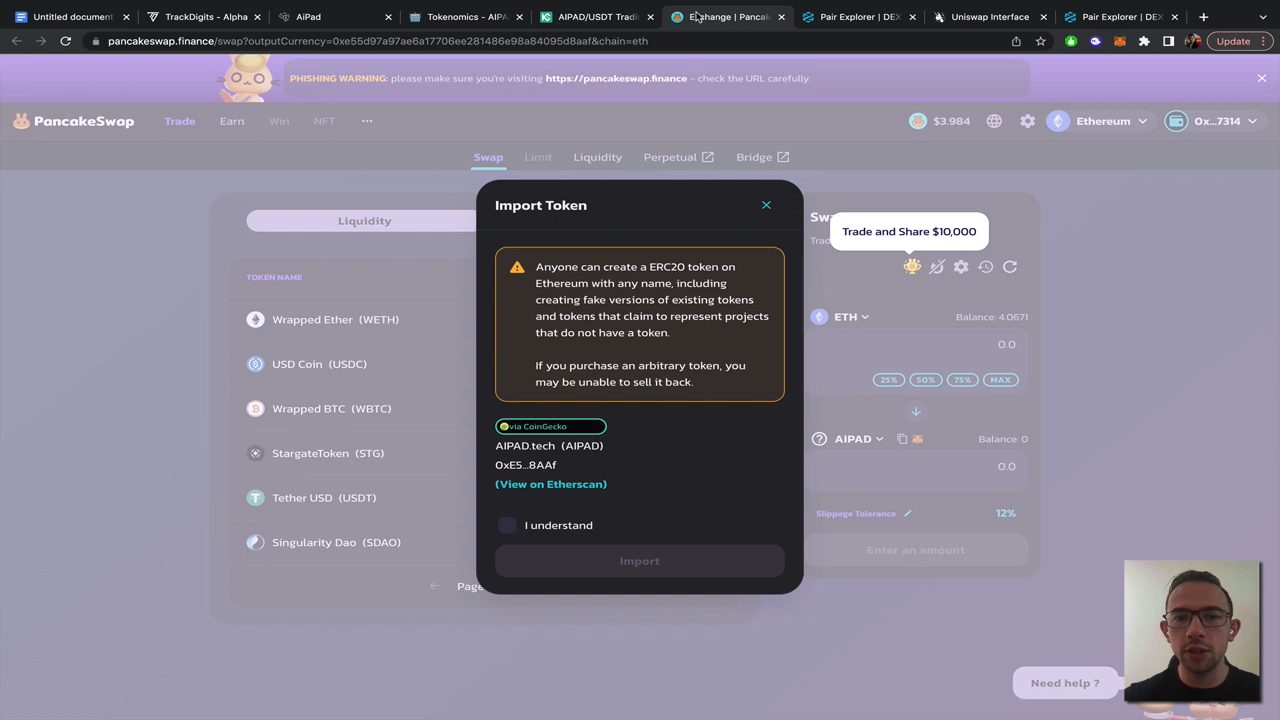 Untitled document
TrackDigits - Alpha
AiPad
Tokenomics - AIPA
AIPAD/USDT Tradi
Exchange | Pancak
Pair Explorer | DEX
Uniswap Interface
Pair Explorer | DEX
pancakeswap.finance/swap?outputCurrency=0xe55d97a97ae6a17706ee281486e98a84095d8aaf&chain=eth
Update
PHISHING WARNING: please make sure you're visiting https://pancakeswap.finance - check the URL carefully.
PancakeSwap
Trade
Earn
Win
NFT
$3.984
Ethereum
0x...7314
Swap
Limit
Liquidity
Perpetual
Bridge
Liquidity
TOKEN NAME
Wrapped Ether (WETH)
USD Coin (USDC)
Wrapped BTC (WBTC)
StargateToken (STG)
Tether USD (USDT)
Singularity Dao (SDAO)
Page
Import Token
Anyone can create a ERC20 token on
Ethereum with any name, including
creating fake versions of existing tokens
and tokens that claim to represent projects
that do not have a token.
If you purchase an arbitrary token, you
may be unable to sell it back.
via CoinGecko
AIPAD.tech (AIPAD)
0xE5...8AAf
(View on Etherscan)
I understand
Import
Trade and Share $10,000
ETH
Balance: 4.0671
0.0
25%
50%
75%
MAX
AIPAD
Balance: 0
0.0
Slippage Tolerance
12%
Enter an amount
Need help ?